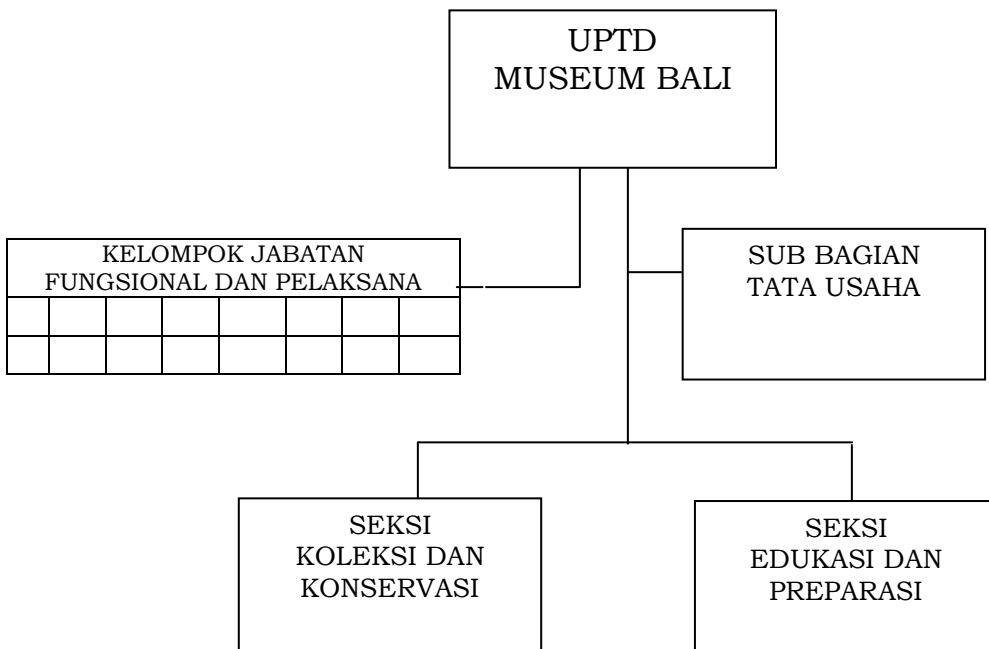 UPTD
MUSEUM BALI
KELOMPOK JABATAN
FUNGSIONAL DAN PELAKSANA
SUB BAGIAN
TATA USAHA
SEKSI
KOLEKSI DAN
KONSERVASI
SEKSI
EDUKASI DAN
PREPARASI